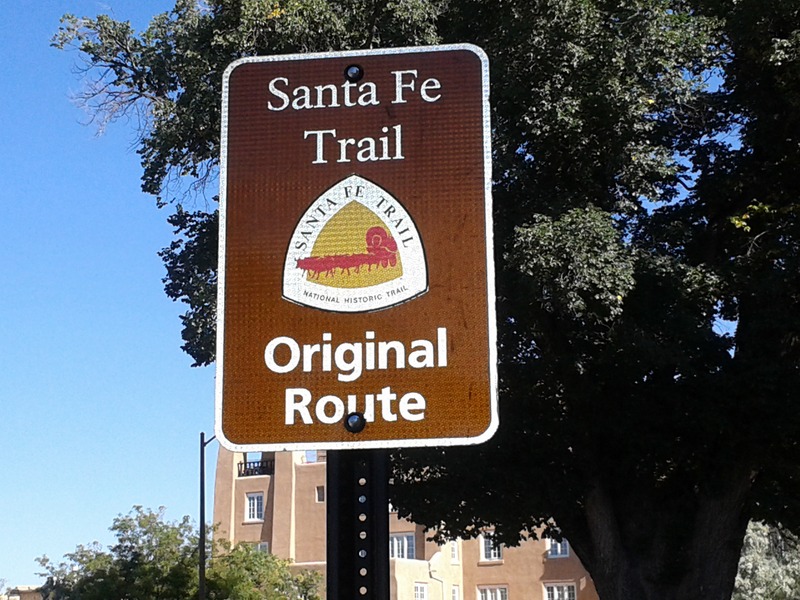 Santa Fe
Trail
SANTA FE TRAIL
NATIONAL HISTORIC TRAIL
Original
Route